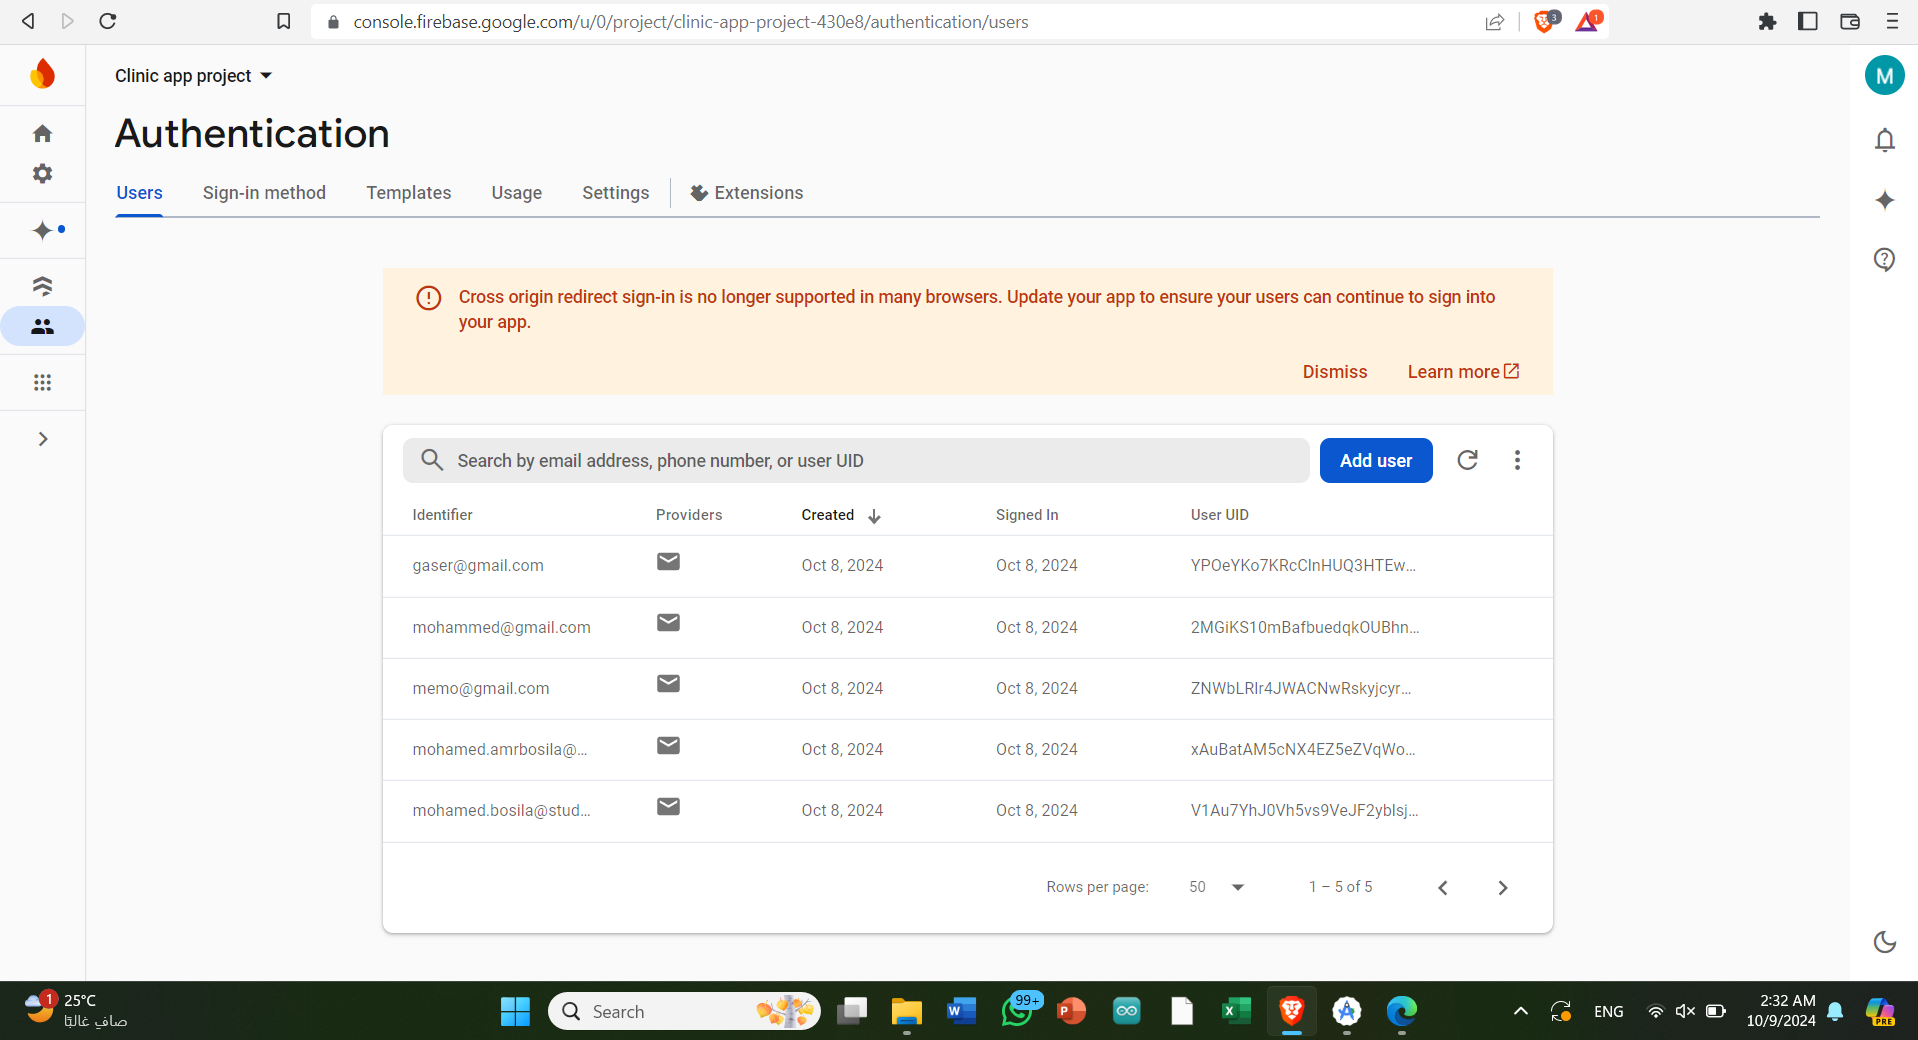 console.firebase.google.com/u/0/project/clinic-app-project-430e8/authentication/users
3
1
Clinic app project
M
Authentication
Users Sign-in method Templates Usage Settings Extensions
Cross origin redirect sign-in is no longer supported in many browsers. Update your app to ensure your users can continue to sign into
your app.
Dismiss Learn more
Search by email address, phone number, or user UID Add user
Identifier Providers Created Signed In User UID
gaser@gmail.com Oct 8, 2024 Oct 8, 2024 YPOeYKo7KRcClnHUQ3HTEw...
mohammed@gmail.com Oct 8, 2024 Oct 8, 2024 2MGiKS10mBafbuedqkOUBhn...
memo@gmail.com Oct 8, 2024 Oct 8, 2024 ZNWbLRlr4JWACNwRskyjcyr...
mohamed.amrbosila@... Oct 8, 2024 Oct 8, 2024 xAuBatAM5cNX4EZ5eZVqWo...
mohamed.bosila@stud... Oct 8, 2024 Oct 8, 2024 V1Au7YhJ0Vh5vs9VeJF2yblsj...
Rows per page: 50 1 – 5 of 5
1
25°C
صافٍ غالبًا
Search
W
99+
P
X
ENG
2:32 AM
10/9/2024
PRE